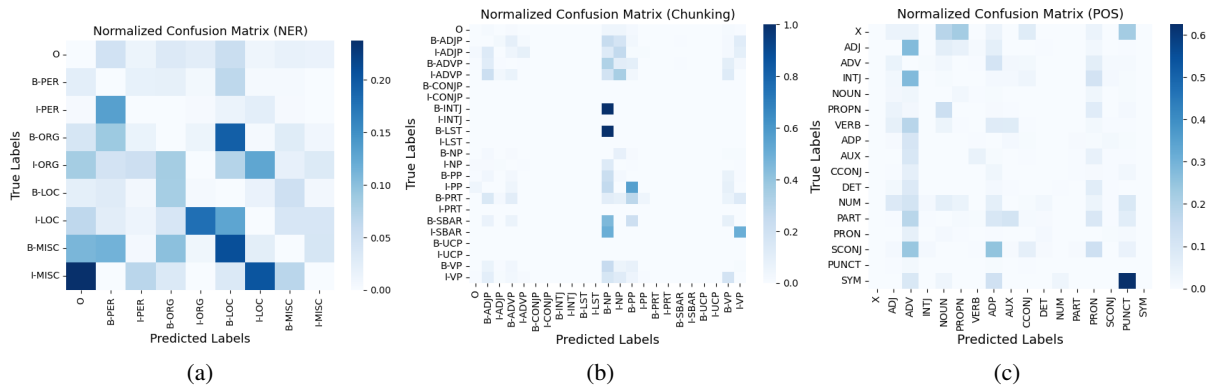 Normalized Confusion Matrix (NER)
True Labels
O
B-PER
I-PER
B-ORG
I-ORG
B-LOC
I-LOC
B-MISC
I-MISC
O
B-PER
I-PER
B-ORG
I-ORG
B-LOC
I-LOC
B-MISC
I-MISC
Predicted Labels
0.20
0.15
0.10
0.05
0.00
(a)
Normalized Confusion Matrix (Chunking)
True Labels
O
B-ADJP
I-ADJP
B-ADVP
I-ADVP
B-CONJP
I-CONJP
B-INTJ
I-INTJ
B-LST
I-LST
B-NP
I-NP
B-PP
I-PP
B-PRT
I-PRT
B-SBAR
I-SBAR
B-UCP
I-UCP
B-VP
I-VP
O
B-ADJP
I-ADJP
B-ADVP
I-ADVP
B-CONJP
I-CONJP
B-INTJ
I-INTJ
B-LST
I-LST
B-NP
I-NP
B-PP
I-PP
B-PRT
I-PRT
B-SBAR
I-SBAR
B-UCP
I-UCP
B-VP
I-VP
Predicted Labels
1.0
0.8
0.6
0.4
0.2
0.0
(b)
Normalized Confusion Matrix (POS)
True Labels
X
ADJ
ADV
INTJ
NOUN
PROPN
VERB
ADP
AUX
CCONJ
DET
NUM
PART
PRON
SCONJ
PUNCT
SYM
X
ADJ
ADV
INTJ
NOUN
PROPN
VERB
ADP
AUX
CCONJ
DET
NUM
PART
PRON
SCONJ
PUNCT
SYM
Predicted Labels
0.6
0.5
0.4
0.3
0.2
0.1
0.0
(c)